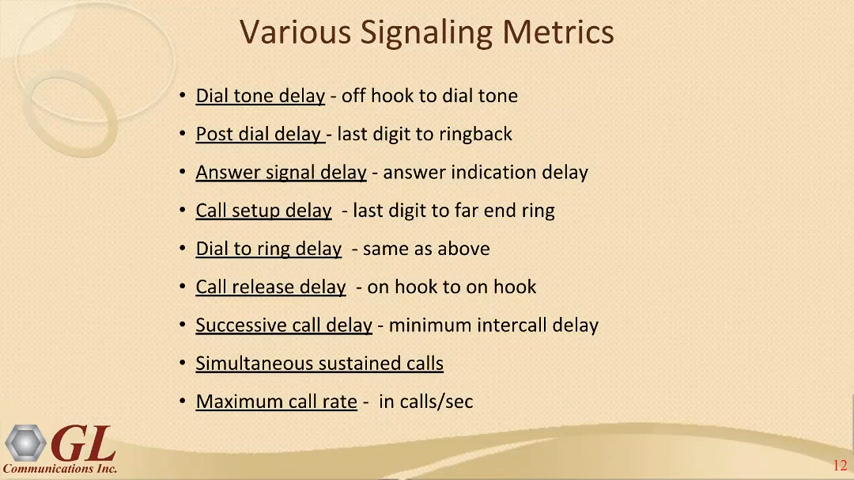 Various Signaling Metrics
• Dial tone delay - off hook to dial tone
• Post dial delay - last digit to ringback
• Answer signal delay - answer indication delay
• Call setup delay  - last digit to far end ring
• Dial to ring delay  - same as above
• Call release delay  - on hook to on hook
• Successive call delay - minimum intercall delay
• Simultaneous sustained calls
• Maximum call rate -  in calls/sec
GL
Communications Inc.
12